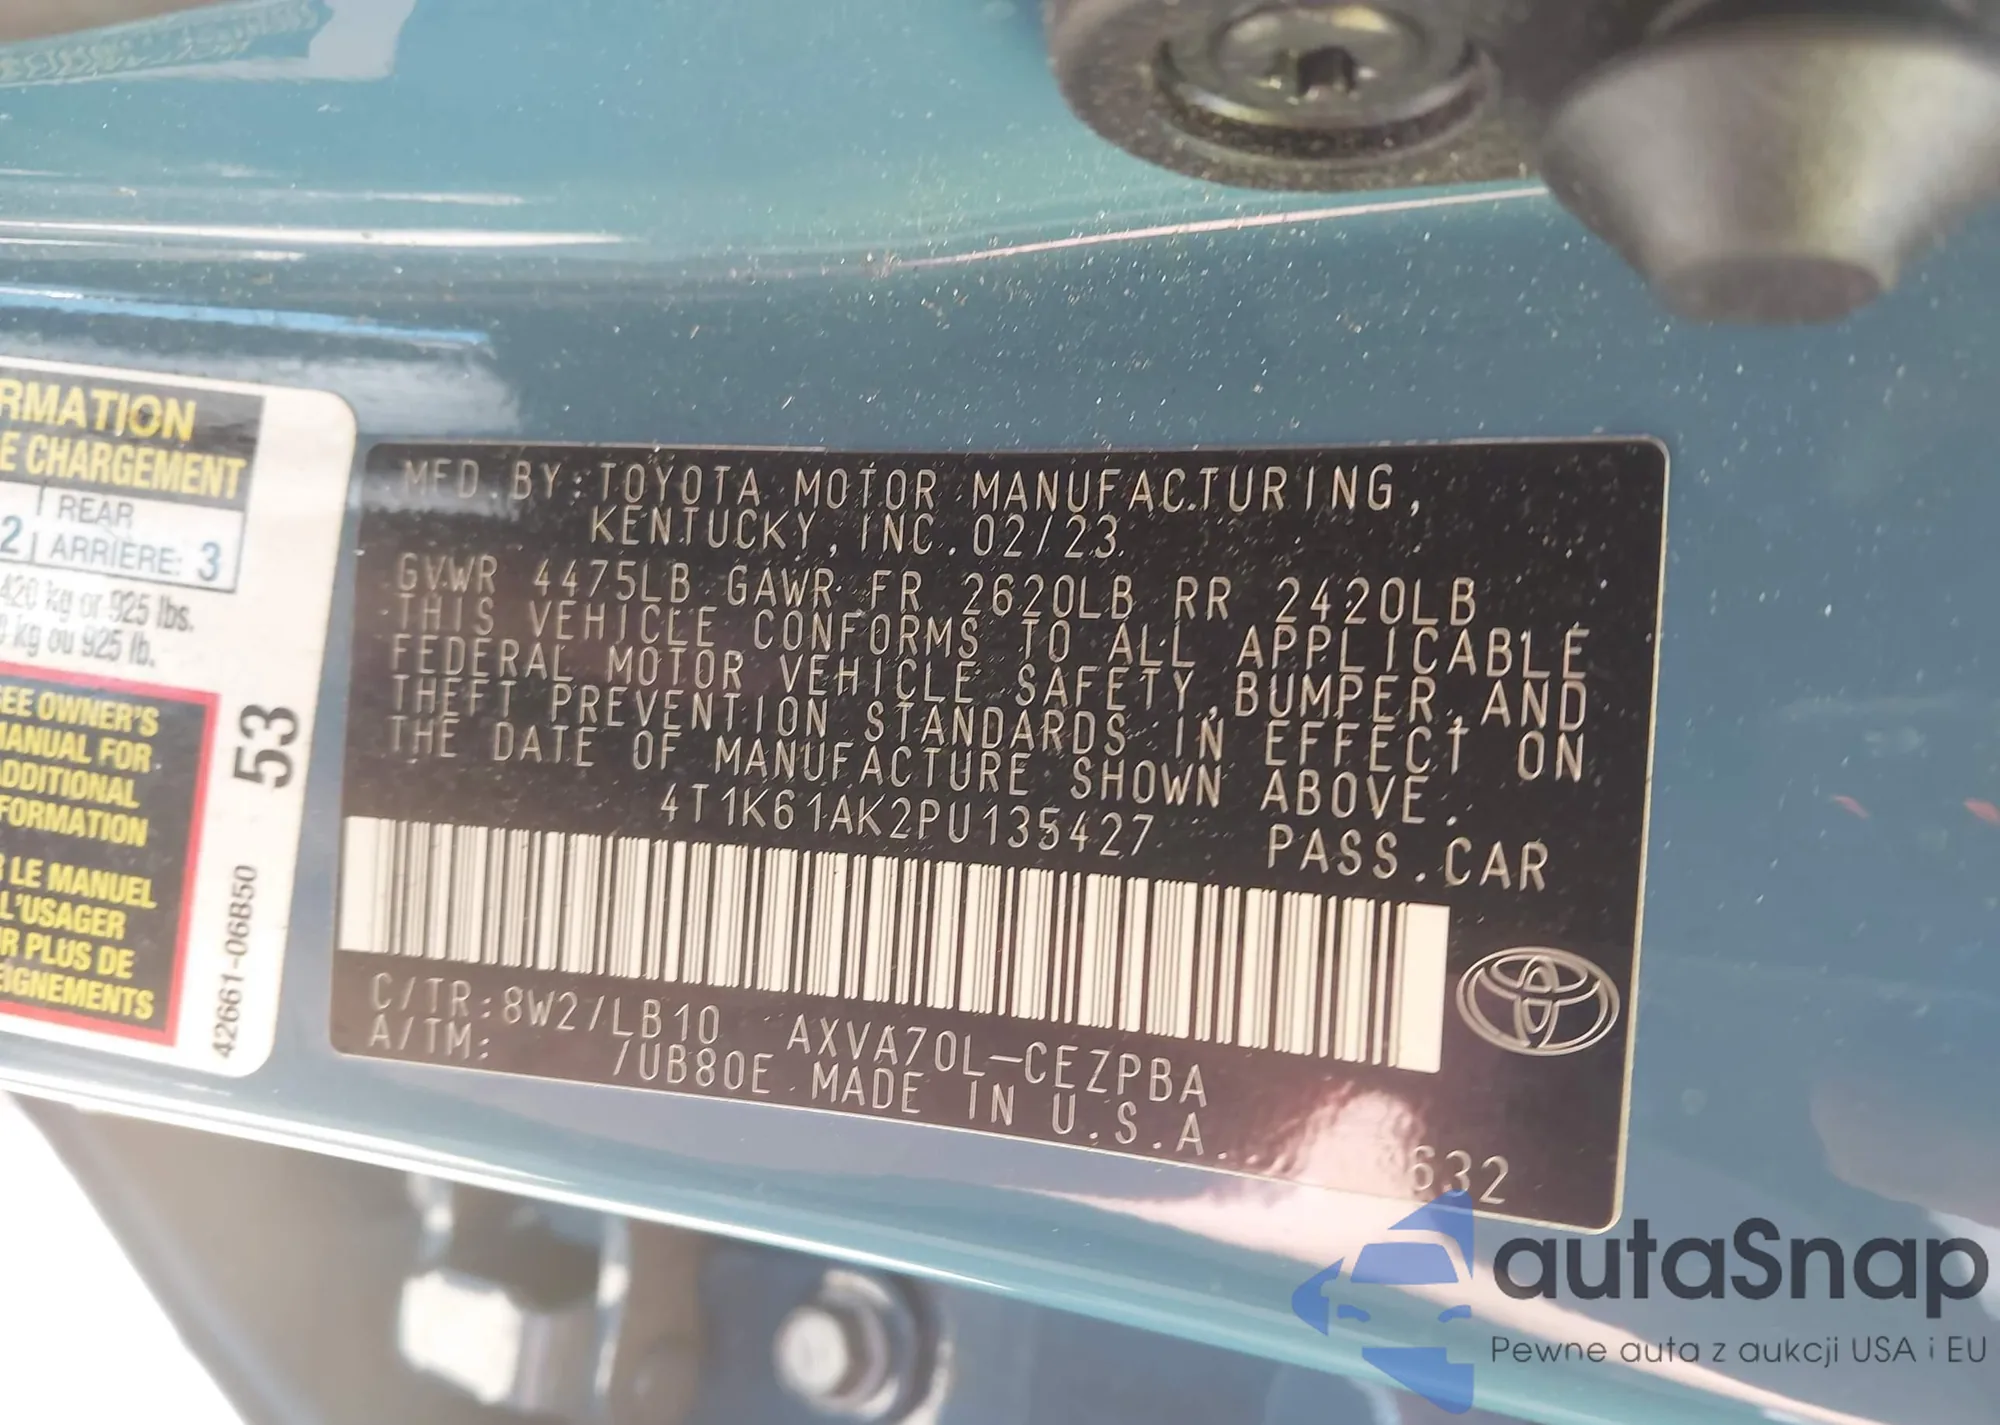 RMATION
E CHARGEMENT
REAR
2 ARRIÈRE: 3
420 kg or 925 lbs.
0 kg ou 925 lb.
SEE OWNER'S
MANUAL FOR
ADDITIONAL
FORMATION
R LE MANUEL
L'USAGER
UR PLUS DE
EIGNEMENTS
53
42661-06B50
MFD.BY:TOYOTA MOTOR MANUFACTURING,
KENTUCKY,INC.02/23
GVWR 4475LB GAWR FR 2620LB RR 2420LB
THIS VEHICLE CONFORMS TO ALL APPLICABLE
FEDERAL MOTOR VEHICLE SAFETY,BUMPER,AND
THEFT PREVENTION STANDARDS IN EFFECT ON
THE DATE OF MANUFACTURE SHOWN ABOVE.
4T1K61AK2PU135427 PASS.CAR
C/TR:8W2/LB10 AXVA70L-CEZPBA
A/TM: /UB80E MADE IN U.S.A.
632
autaSnap
Pewne auta z aukcji USA i EU